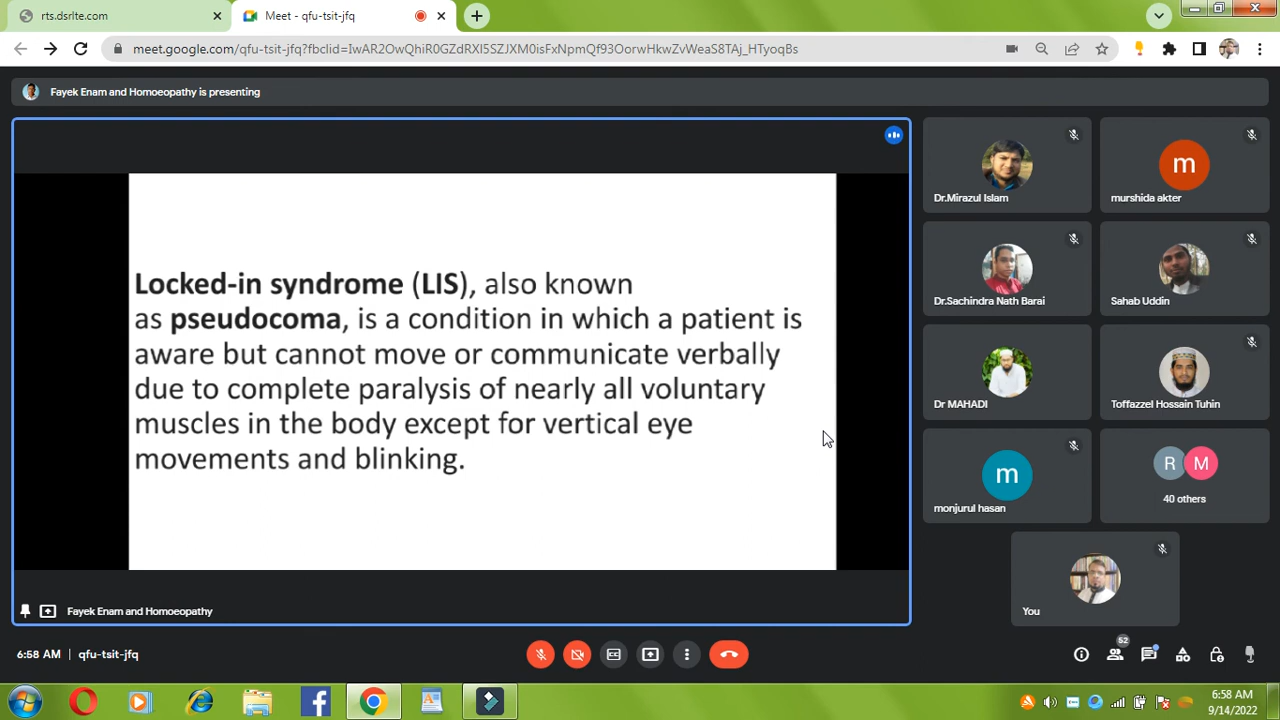 rts.dsrlte.com
Meet - qfu-tsit-jfq
meet.google.com/qfu-tsit-jfq?fbclid=IwAR2OwQhiR0GZdRXI5SZJXM0isFxNpmQf93OorwHkwZvWeaS8TAj_HTyoqBs
Fayek Enam and Homoeopathy is presenting
Locked-in syndrome (LIS), also known
as pseudocoma, is a condition in which a patient is
aware but cannot move or communicate verbally
due to complete paralysis of nearly all voluntary
muscles in the body except for vertical eye
movements and blinking.
Fayek Enam and Homoeopathy
Dr.Mirazul Islam
m
murshida akter
Dr.Sachindra Nath Barai
Sahab Uddin
Dr MAHADI
Toffazzel Hossain Tuhin
m
monjurul hasan
R M
40 others
You
6:58 AM | qfu-tsit-jfq
52
6:58 AM
9/14/2022